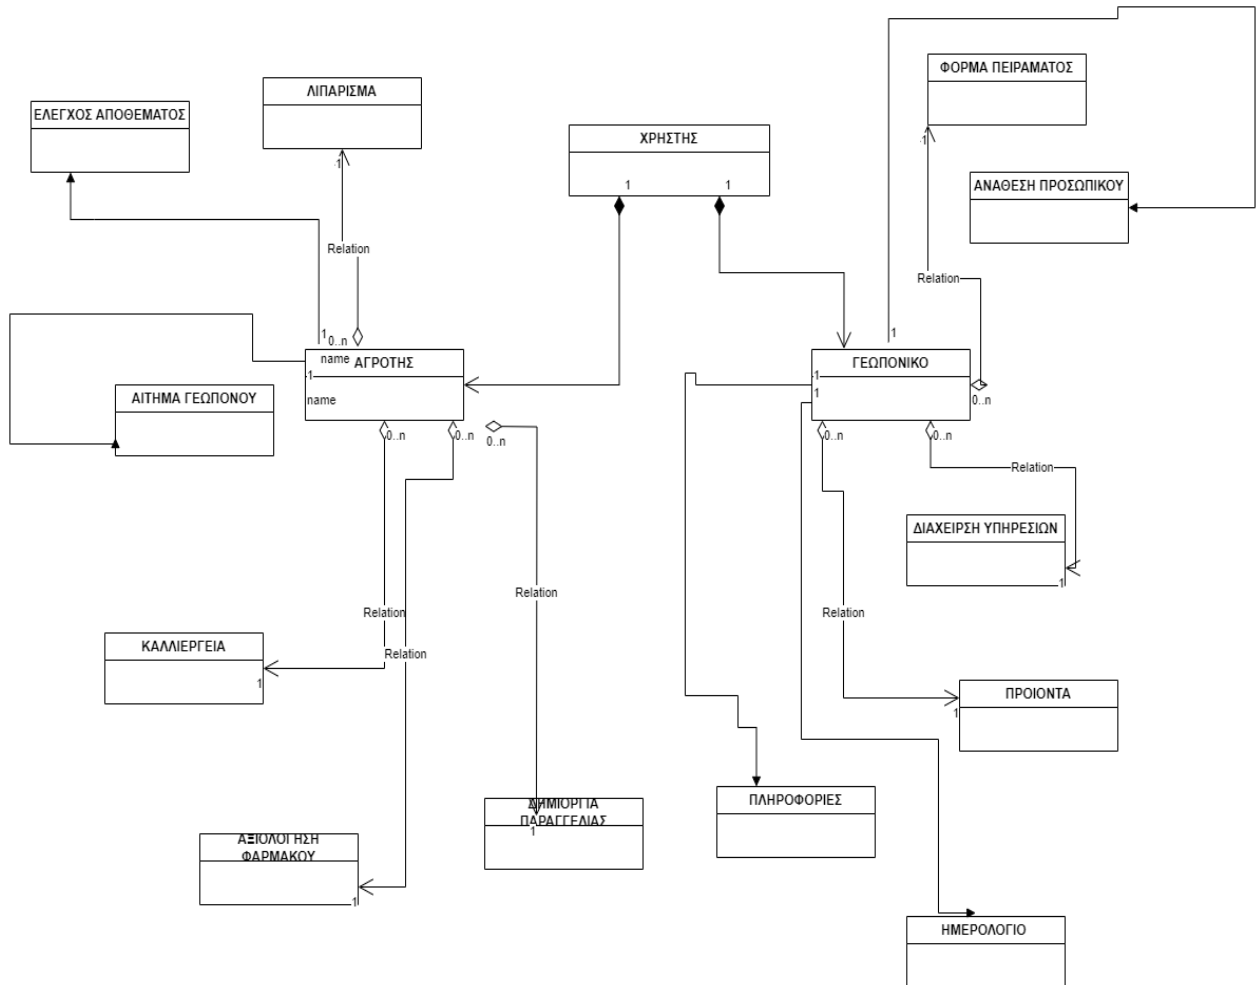 ΦΟΡΜΑ ΠΕΙΡΑΜΑΤΟΣ
ΛΙΠΑΡΙΣΜΑ
ΕΛΕΓΧΟΣ ΑΠΟΘΕΜΑΤΟΣ
ΧΡΗΣΤΗΣ
1
1
1
1
ΑΝΑΘΕΣΗ ΠΡΟΣΩΠΙΚΟΥ
Relation
Relation
1
0..n
1
name
ΑΓΡΟΤΗΣ
1
name
ΓΕΩΠΟΝΙΚΟ
1
1
0..n
ΑΙΤΗΜΑ ΓΕΩΠΟΝΟΥ
0..n
0..n
0..n
0..n
0..n
Relation
ΔΙΑΧΕΙΡΣΗ ΥΠΗΡΕΣΙΩΝ
1
Relation
Relation
Relation
ΚΑΛΛΙΕΡΓΕΙΑ
1
Relation
ΠΡΟΙΟΝΤΑ
1
ΠΛΗΡΟΦΟΡΙΕΣ
ΔΗΜΙΟΡΓΙΑ
ΠΑΡΑΓΓΕΛΙΑΣ
1
ΑΞΙΟΛΟΓΗΣΗ
ΦΑΡΜΑΚΟΥ
1
ΗΜΕΡΟΛΟΓΙΟ